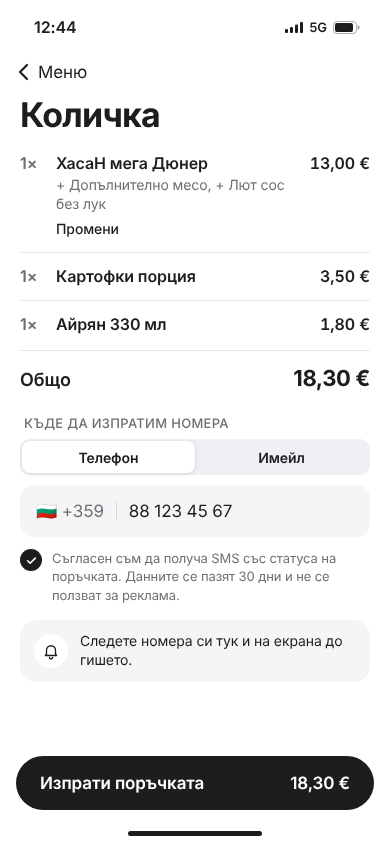 12:44
5G
Меню
Количка
1× ХасаН мега Дюнер 13,00 €
+ Допълнително месо, + Лют сос
без лук
Промени
1× Картофки порция 3,50 €
1× Айрян 330 мл 1,80 €
Общо 18,30 €
КЪДЕ ДА ИЗПРАТИМ НОМЕРА
Телефон Имейл
+359 88 123 45 67
Съгласен съм да получа SMS със статуса на
поръчката. Данните се пазят 30 дни и не се
ползват за реклама.
Следете номера си тук и на екрана до
гишето.
Изпрати поръчката 18,30 €